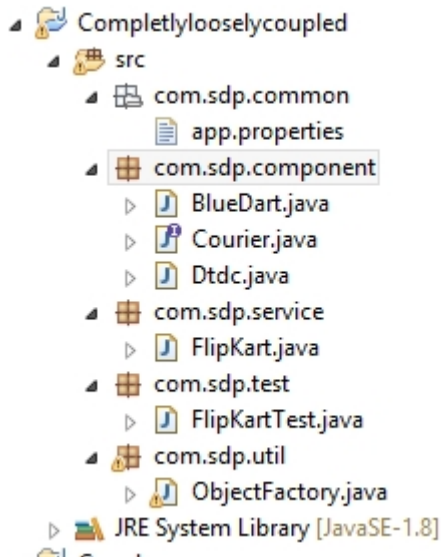 Completlylooselycoupled
src
com.sdp.common
app.properties
com.sdp.component
BlueDart.java
Courier.java
Dtdc.java
com.sdp.service
FlipKart.java
com.sdp.test
FlipKartTest.java
com.sdp.util
ObjectFactory.java
JRE System Library [JavaSE-1.8]